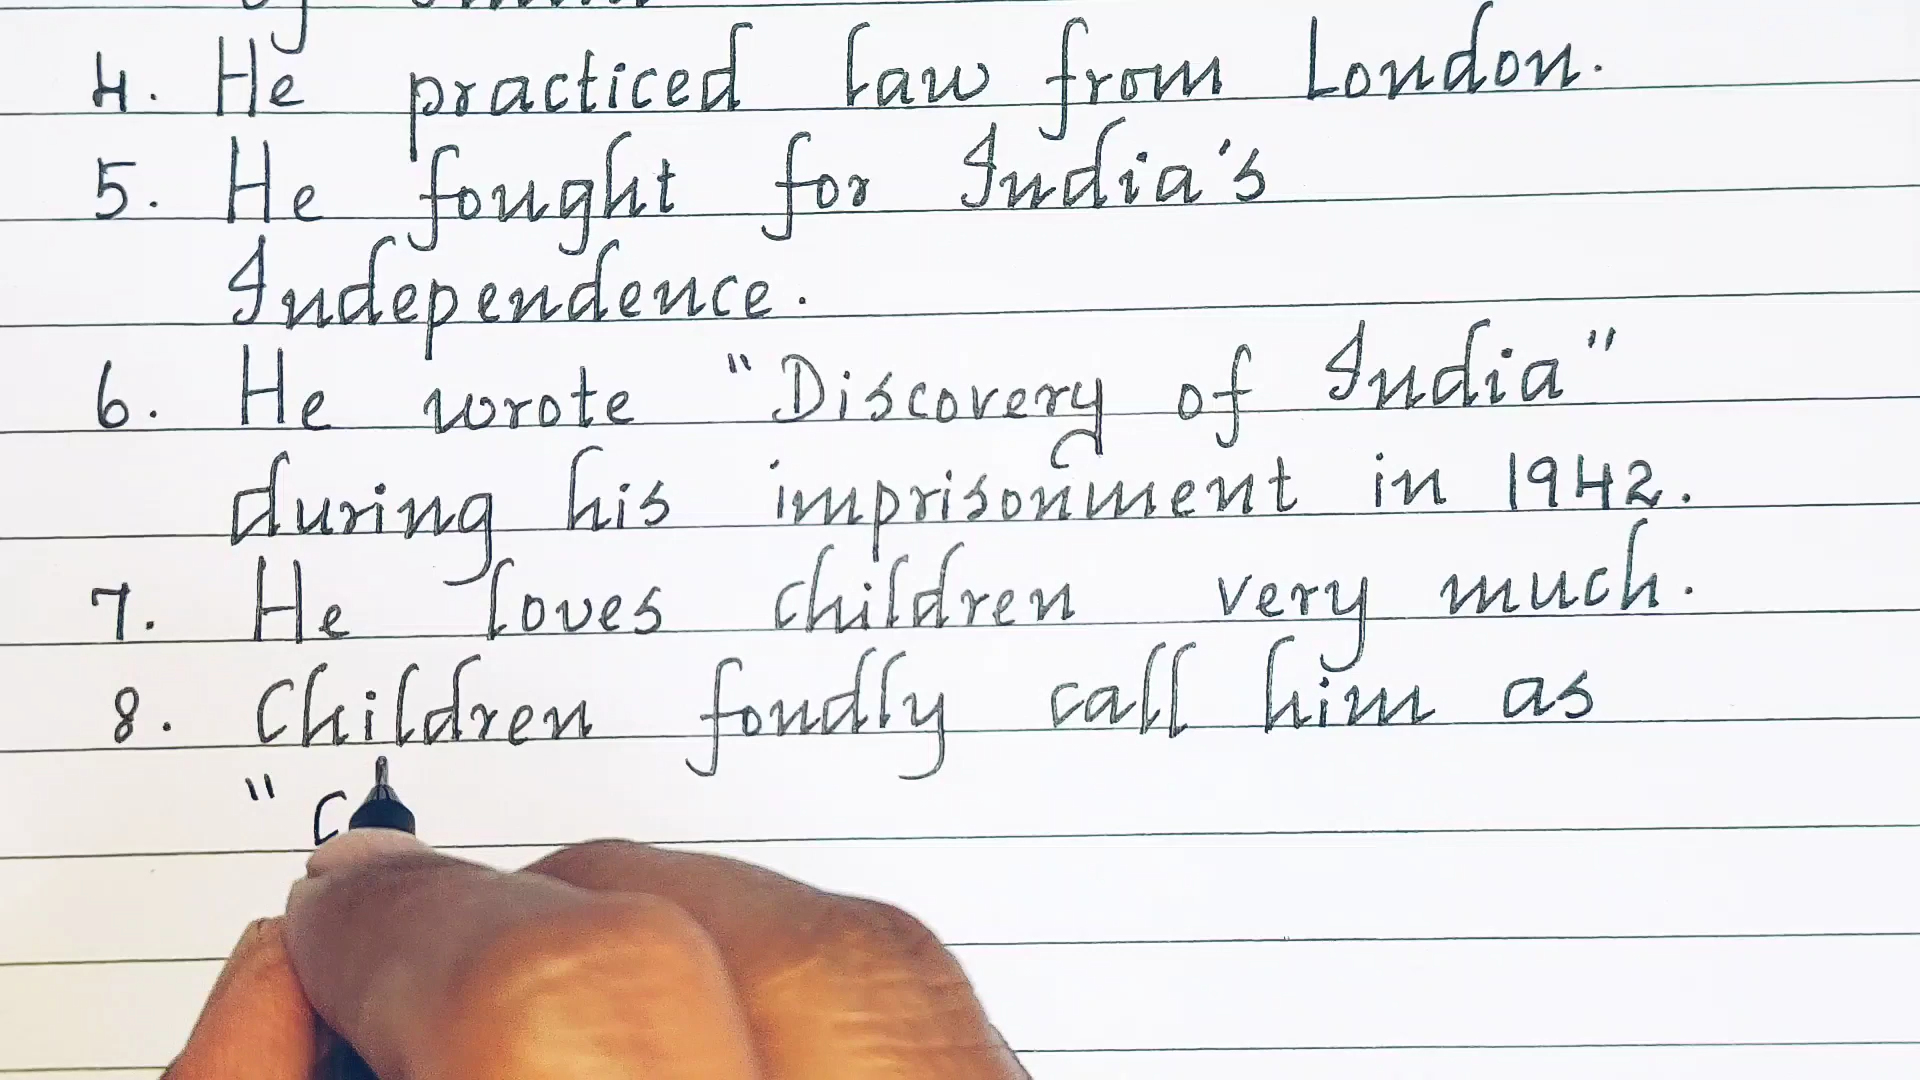 4. He practiced law from London.
5. He fought for India's
Independence.
6. He wrote "Discovery of India"
during his imprisonment in 1942.
7. He loves children very much.
8. Children fondly call him as
" C